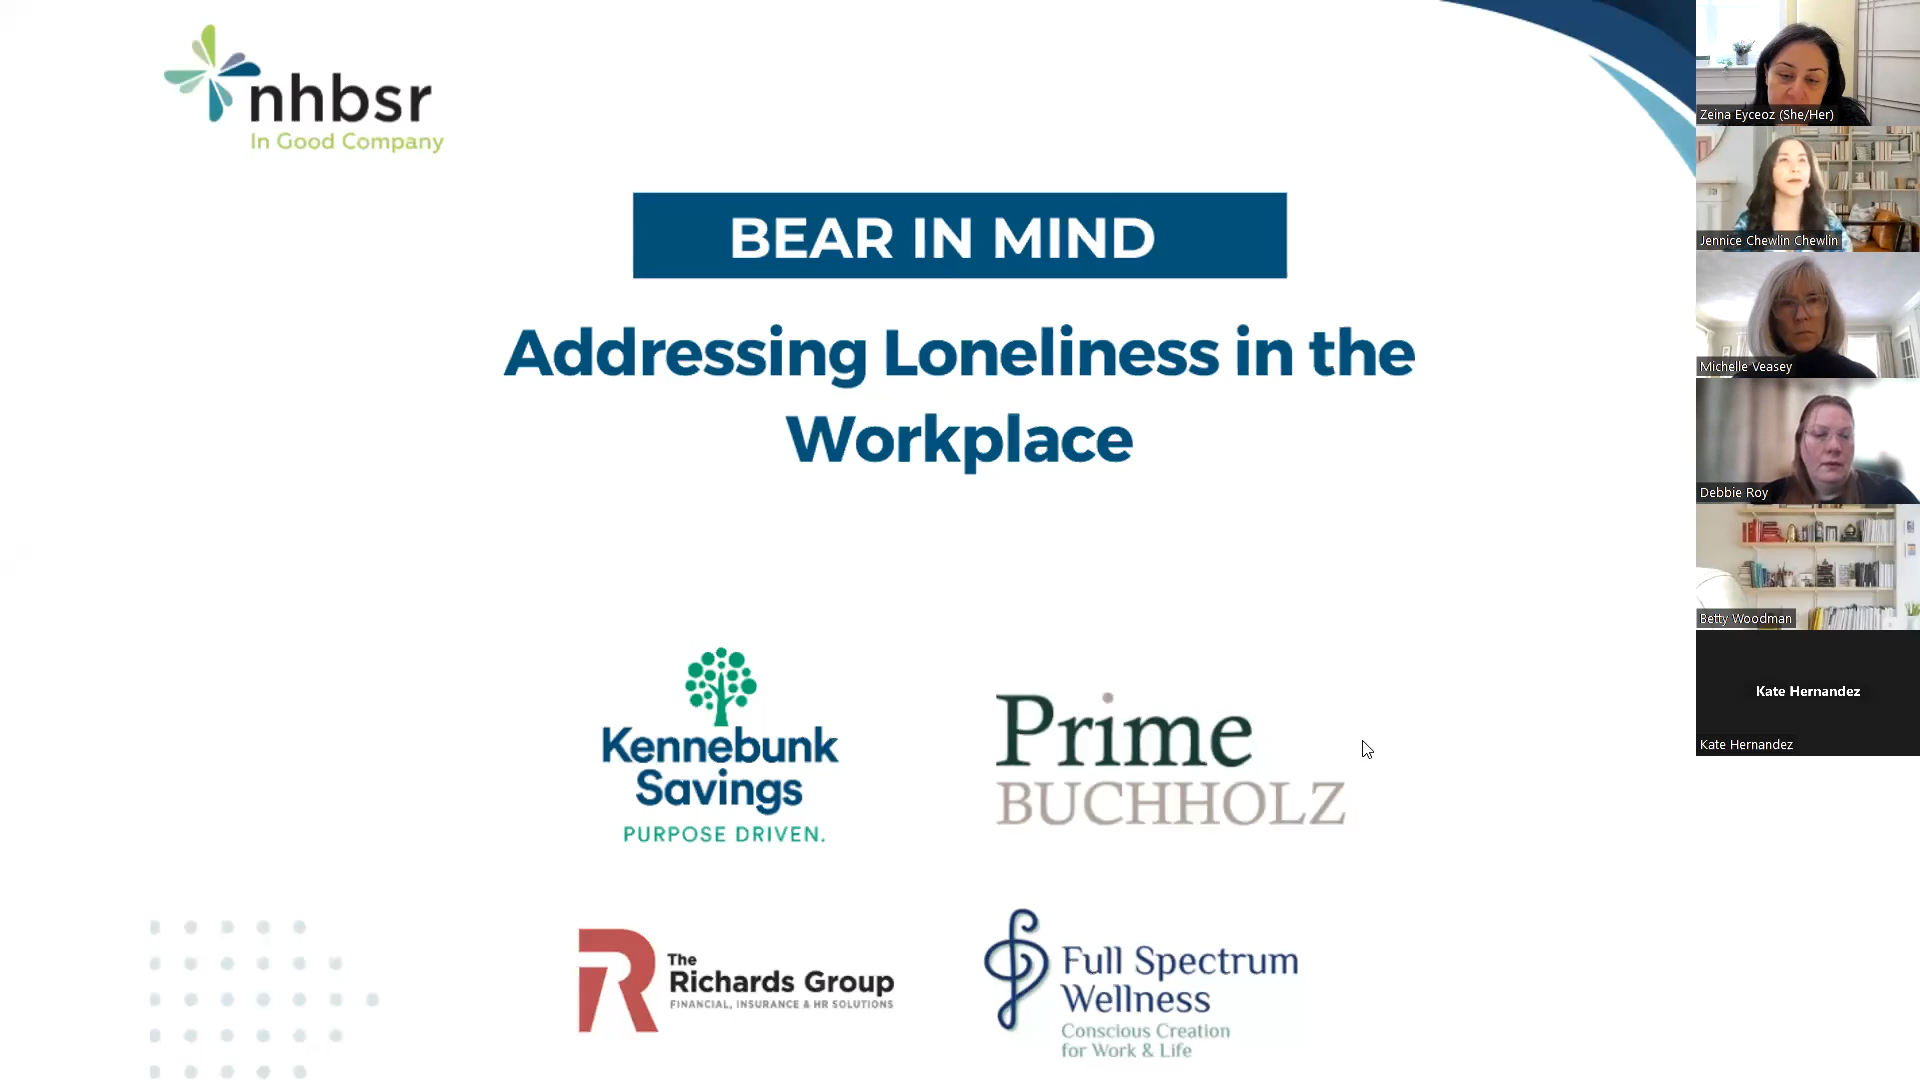 nhbsr
In Good Company
BEAR IN MIND
Addressing Loneliness in the
Workplace
Kennebunk
Savings
PURPOSE DRIVEN.
Prime
BUCHHOLZ
R The
Richards Group
FINANCIAL, INSURANCE & HR SOLUTIONS
Full Spectrum
Wellness
Conscious Creation
for Work & Life
Zeina Eyceoz (She/Her)
Jennice Chewlin Chewlin
Michelle Veasey
Debbie Roy
Betty Woodman
Kate Hernandez
Kate Hernandez